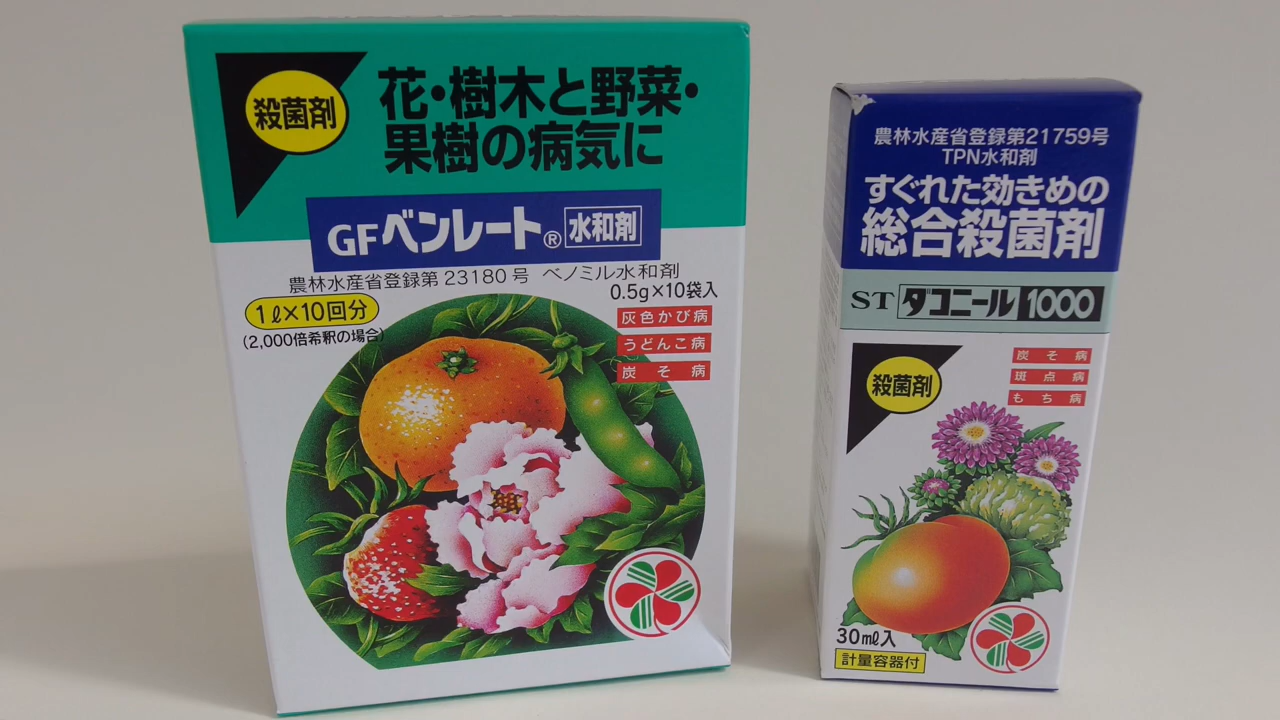 殺菌剤
花・樹木と野菜・
果樹の病気に
GFベンレート® 水和剤
農林水産省登録第23180号 ベノミル水和剤
1ℓ×10回分
(2,000倍希釈の場合)
0.5g×10袋入
灰色かび病
うどんこ病
炭そ病
農林水産省登録第21759号
TPN水和剤
すぐれた効きめの
総合殺菌剤
STダコニール1000
殺菌剤
炭そ病
斑点病
もち病
30mℓ入
計量容器付